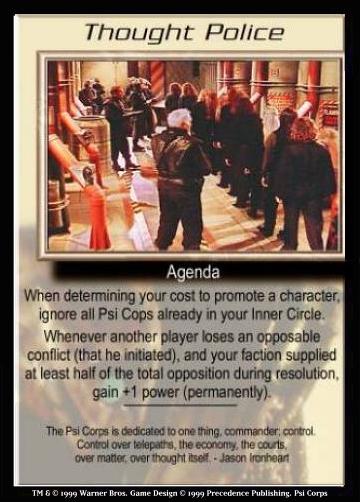 Thought Police
Agenda
When determining your cost to promote a character,
ignore all Psi Cops already in your Inner Circle.
Whenever another player loses an opposable
conflict (that he initiated), and your faction supplied
at least half of the total opposition during resolution,
gain +1 power (permanently).
The Psi Corps is dedicated to one thing, commander; control.
Control over telepaths, the economy, the courts,
over matter, over thought itself. - Jason Ironheart
TM & © 1999 Warner Bros. Game Design © 1999 Precedence Publishing. Psi Corps